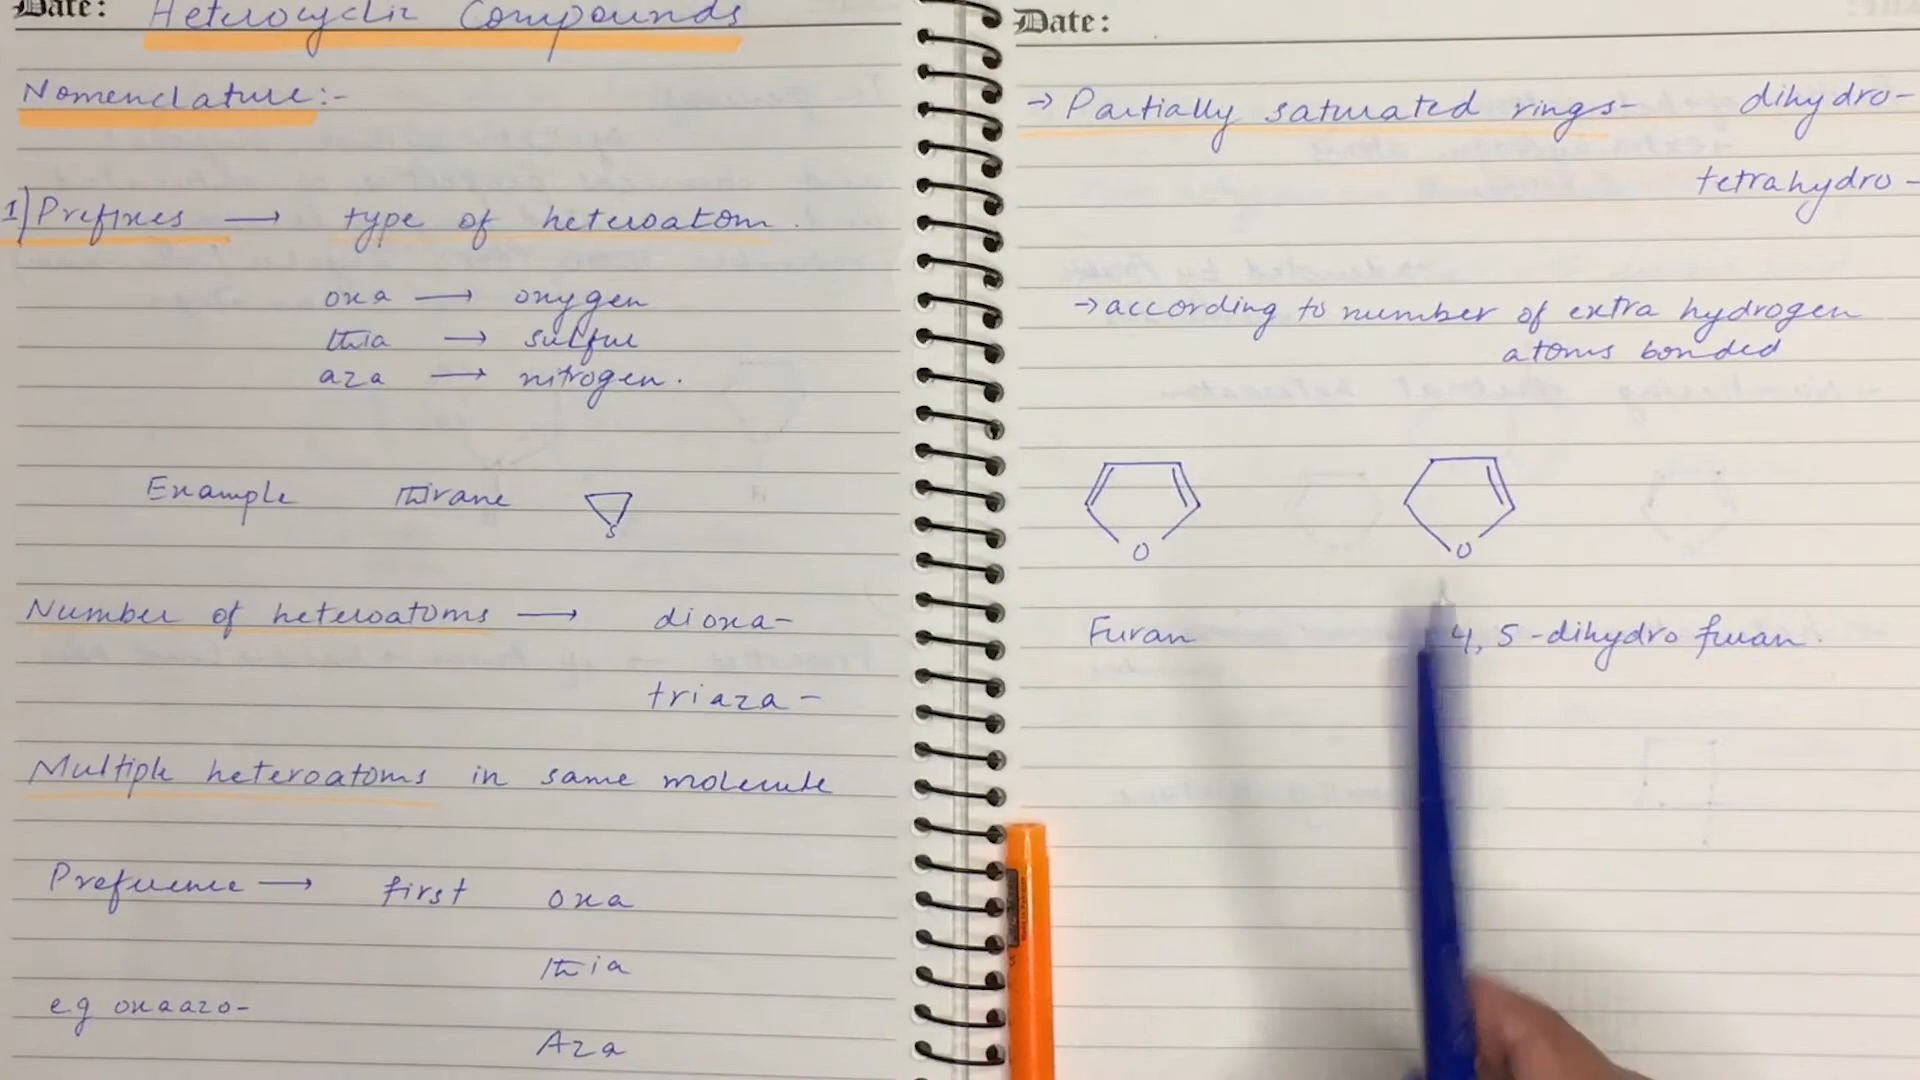 Date: Heterocyclic Compounds
Nomenclature:-
1) Prefixes → type of heteroatom.
oxa → oxygen
thia → sulfur
aza → nitrogen.
Example thirane
S
Number of heteroatoms → dioxa-
triaza-
Multiple heteroatoms in same molecule
Preference → first oxa
thia
e.g oxaazo-
Aza
Date:
→ Partially saturated rings- dihydro-
tetrahydro-
→ according to number of extra hydrogen
atoms bonded
O O
Furan 4, 5-dihydro furan.